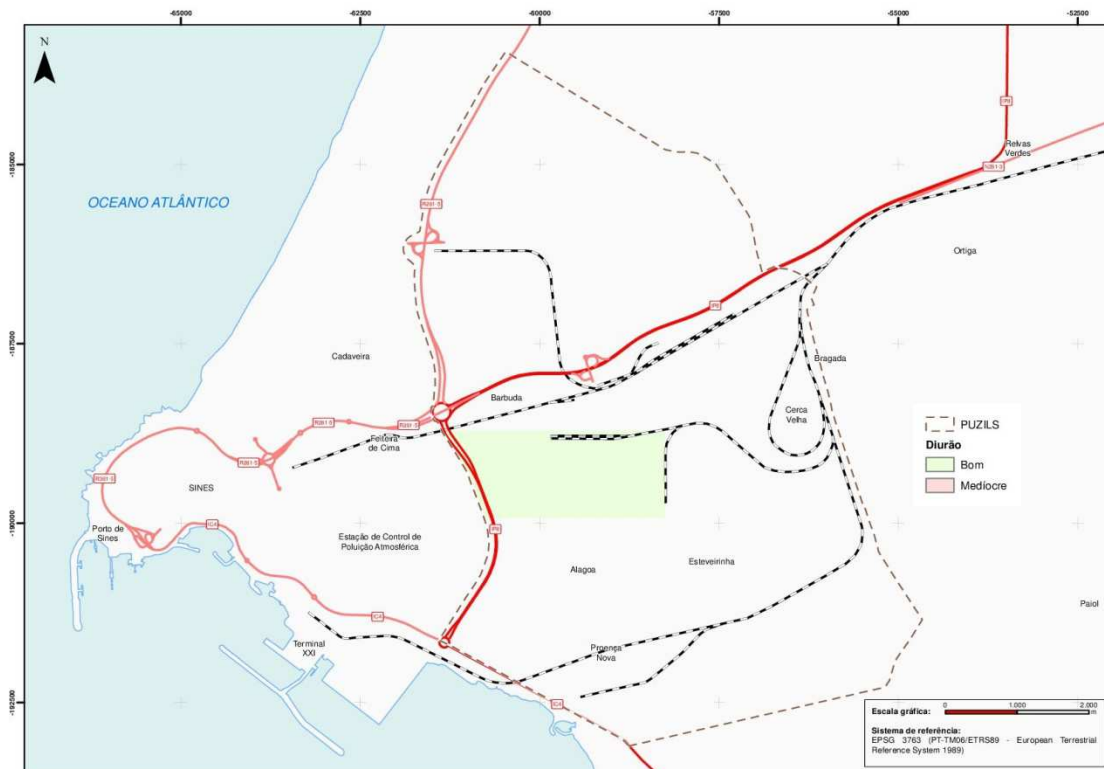 -65000
-62500
-60000
-57500
-55000
-52500
N
-185000
-187500
-190000
-192500
OCEANO ATLÂNTICO
Relvas
Verdes
R261-5
R261-5
Ortiga
IP8
Cadaveira
Bragada
Barbuda
Cerca
Velha
R261-5
R261-5
Feiteira
de Cima
R261-5
R261-5
SINES
Porto de
Sines
IC4
Estação de Control de
Poluição Atmosférica
IP8
Alagoa
Esteveirinha
Paiol
IC4
Terminal
XXI
Proença
Nova
IC4
PUZILS
Diurão
Bom
Medíocre
Escala gráfica:
0
1.000
2.000
m
Sistema de referência:
EPSG 3763 (PT-TM06/ETRS89 - European Terrestrial
Reference System 1989)